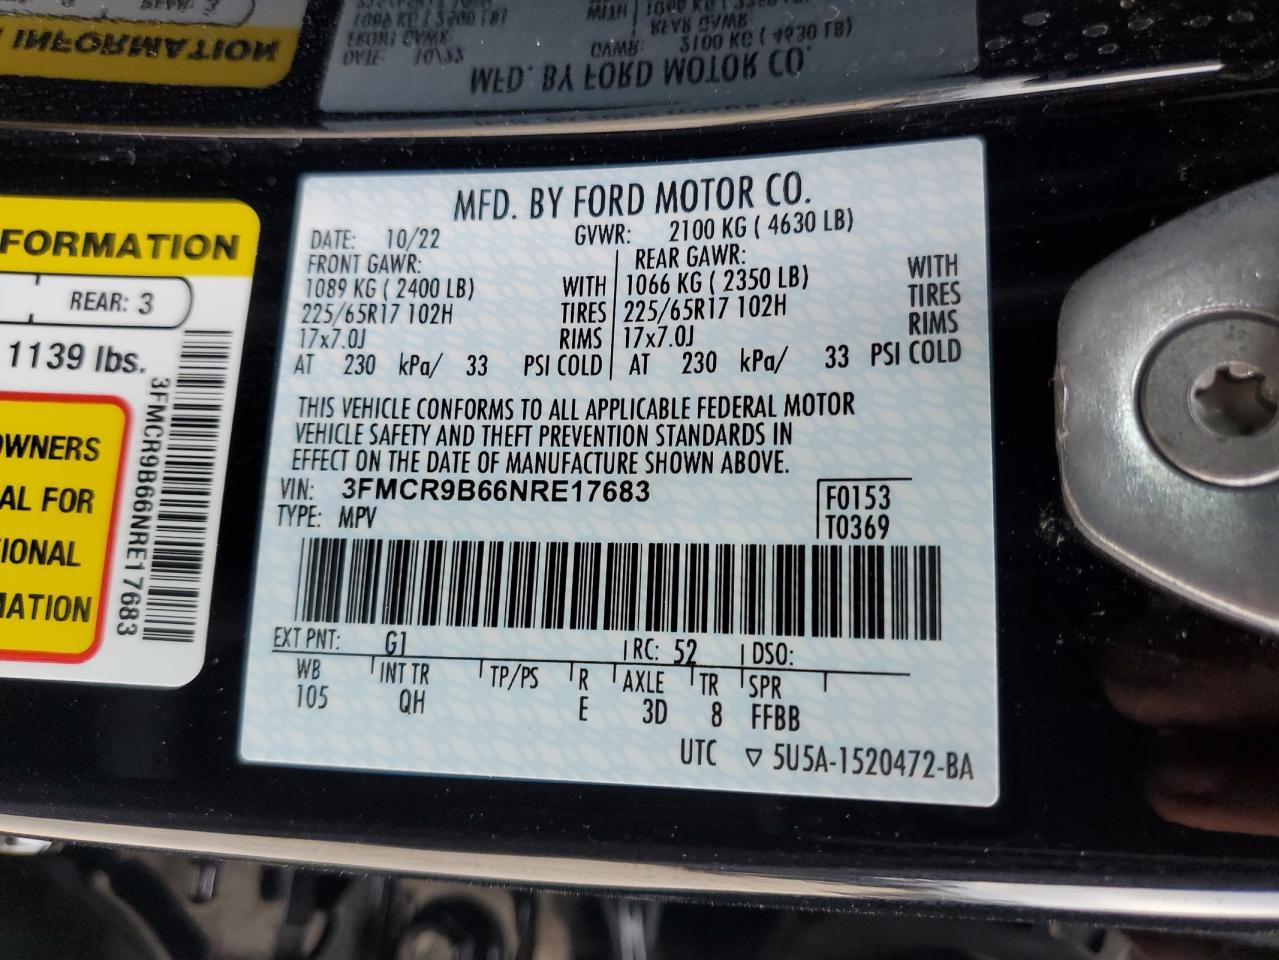 FORMATION
REAR: 3
1139 lbs.
3FMCR9B66NRE17683
OWNERS
AL FOR
IONAL
MATION
MFD. BY FORD MOTOR CO.
DATE: 10/22 GVWR: 2100 KG ( 4630 LB)
FRONT GAWR: REAR GAWR:
1089 KG ( 2400 LB) WITH 1066 KG ( 2350 LB) WITH
225/65R17 102H TIRES 225/65R17 102H TIRES
17x7.0J RIMS 17x7.0J RIMS
AT 230 kPa/ 33 PSI COLD AT 230 kPa/ 33 PSI COLD
THIS VEHICLE CONFORMS TO ALL APPLICABLE FEDERAL MOTOR
VEHICLE SAFETY AND THEFT PREVENTION STANDARDS IN
EFFECT ON THE DATE OF MANUFACTURE SHOWN ABOVE.
VIN: 3FMCR9B66NRE17683 F0153
TYPE: MPV T0369
EXT PNT: G1 RC: 52 DSO:
WB INT TR TP/PS R AXLE TR SPR
105 QH E 3D 8 FFBB
UTC ▽ 5U5A-1520472-BA